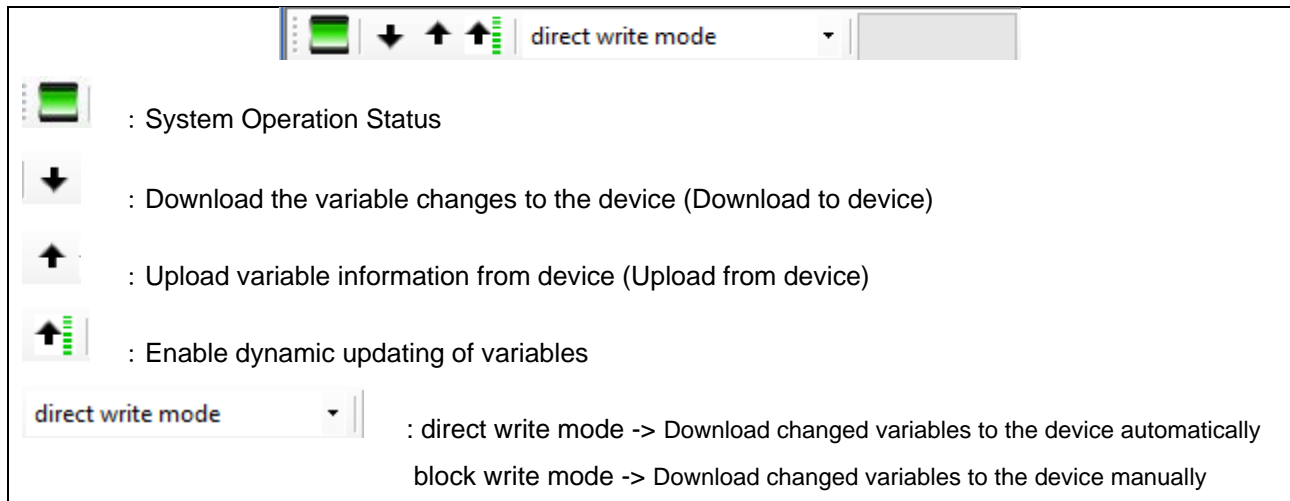 direct write mode
: System Operation Status
: Download the variable changes to the device (Download to device)
: Upload variable information from device (Upload from device)
: Enable dynamic updating of variables
direct write mode : direct write mode -> Download changed variables to the device automatically
block write mode -> Download changed variables to the device manually